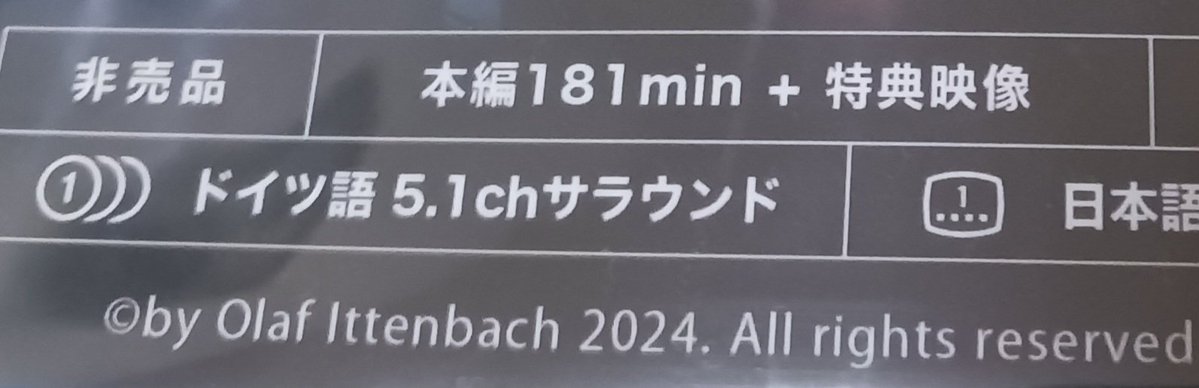 非売品 本編181min + 特典映像
1 ドイツ語 5.1chサラウンド 1 日本語
©by Olaf Ittenbach 2024. All rights reserved